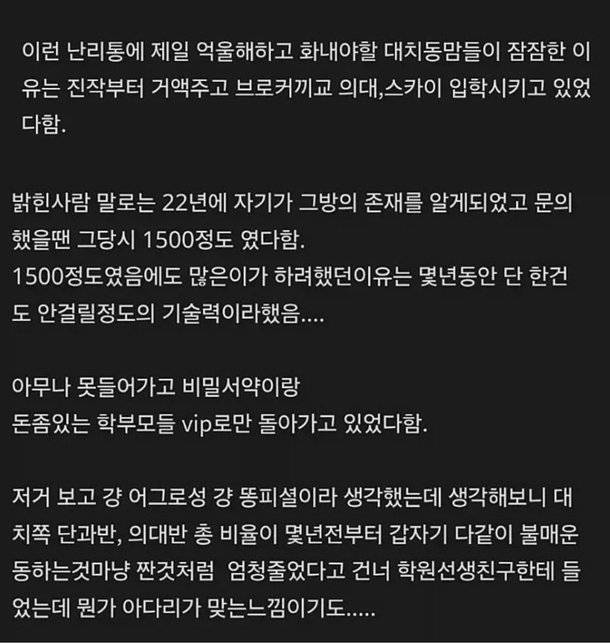 이런 난리통에 제일 억울해하고 화내야할 대치동맘들이 잠잠한 이
유는 진작부터 거액주고 브로커끼교 의대,스카이 입학시키고 있었
다함.
밝힌사람 말로는 22년에 자기가 그방의 존재를 알게되었고 문의
했을땐 그당시 1500정도 였다함.
1500정도였음에도 많은이가 하려했던이유는 몇년동안 단 한건
도 안걸릴정도의 기술력이라했음....
아무나 못들어가고 비밀서약이랑
돈좀있는 학부모들 vip로만 돌아가고 있었다함.
저거 보고 걍 어그로성 걍 똥피셜이라 생각했는데 생각해보니 대
치쪽 단과반, 의대반 총 비율이 몇년전부터 갑자기 다같이 불매운
동하는것마냥 짠것처럼 엄청줄었다고 건너 학원선생친구한테 들
었는데 뭔가 아다리가 맞는느낌이기도.....